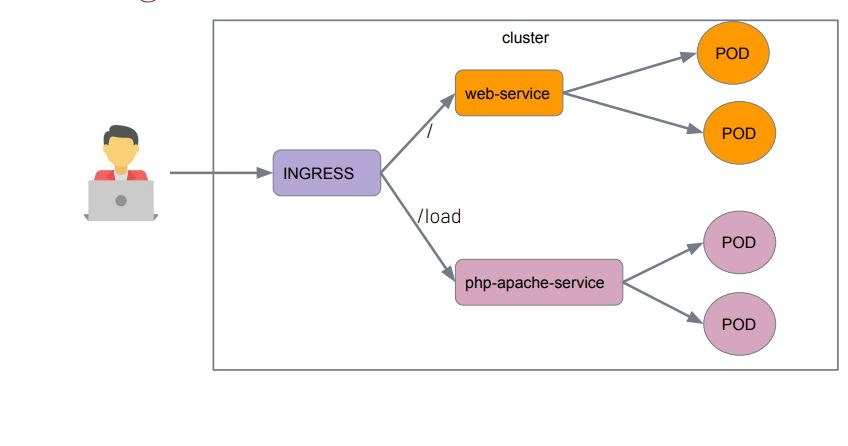 cluster
POD
web-service
POD
/
INGRESS
/load
POD
php-apache-service
POD